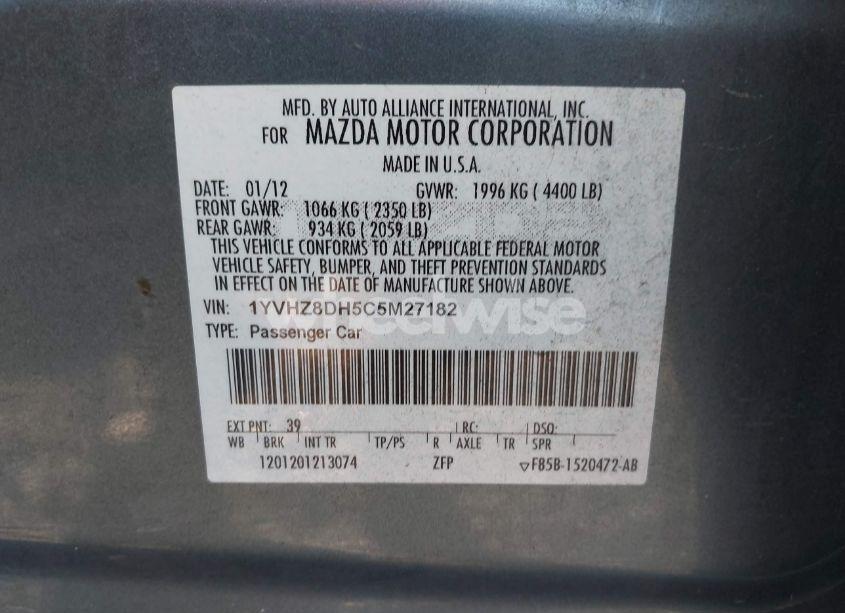 MFD. BY AUTO ALLIANCE INTERNATIONAL, INC.
FOR MAZDA MOTOR CORPORATION
MADE IN U.S.A.
DATE: 01/12 GVWR: 1996 KG ( 4400 LB)
FRONT GAWR: 1066 KG ( 2350 LB)
REAR GAWR: 934 KG ( 2059 LB)
THIS VEHICLE CONFORMS TO ALL APPLICABLE FEDERAL MOTOR
VEHICLE SAFETY, BUMPER, AND THEFT PREVENTION STANDARDS
IN EFFECT ON THE DATE OF MANUFACTURE SHOWN ABOVE.
VIN: 1YVHZ8DH5C5M27182
TYPE: Passenger Car
EXT PNT: 39 RC: DSO:
WB BRK INT TR TP/PS R AXLE TR SPR
1201201213074 ZFP F85B-1520472-AB